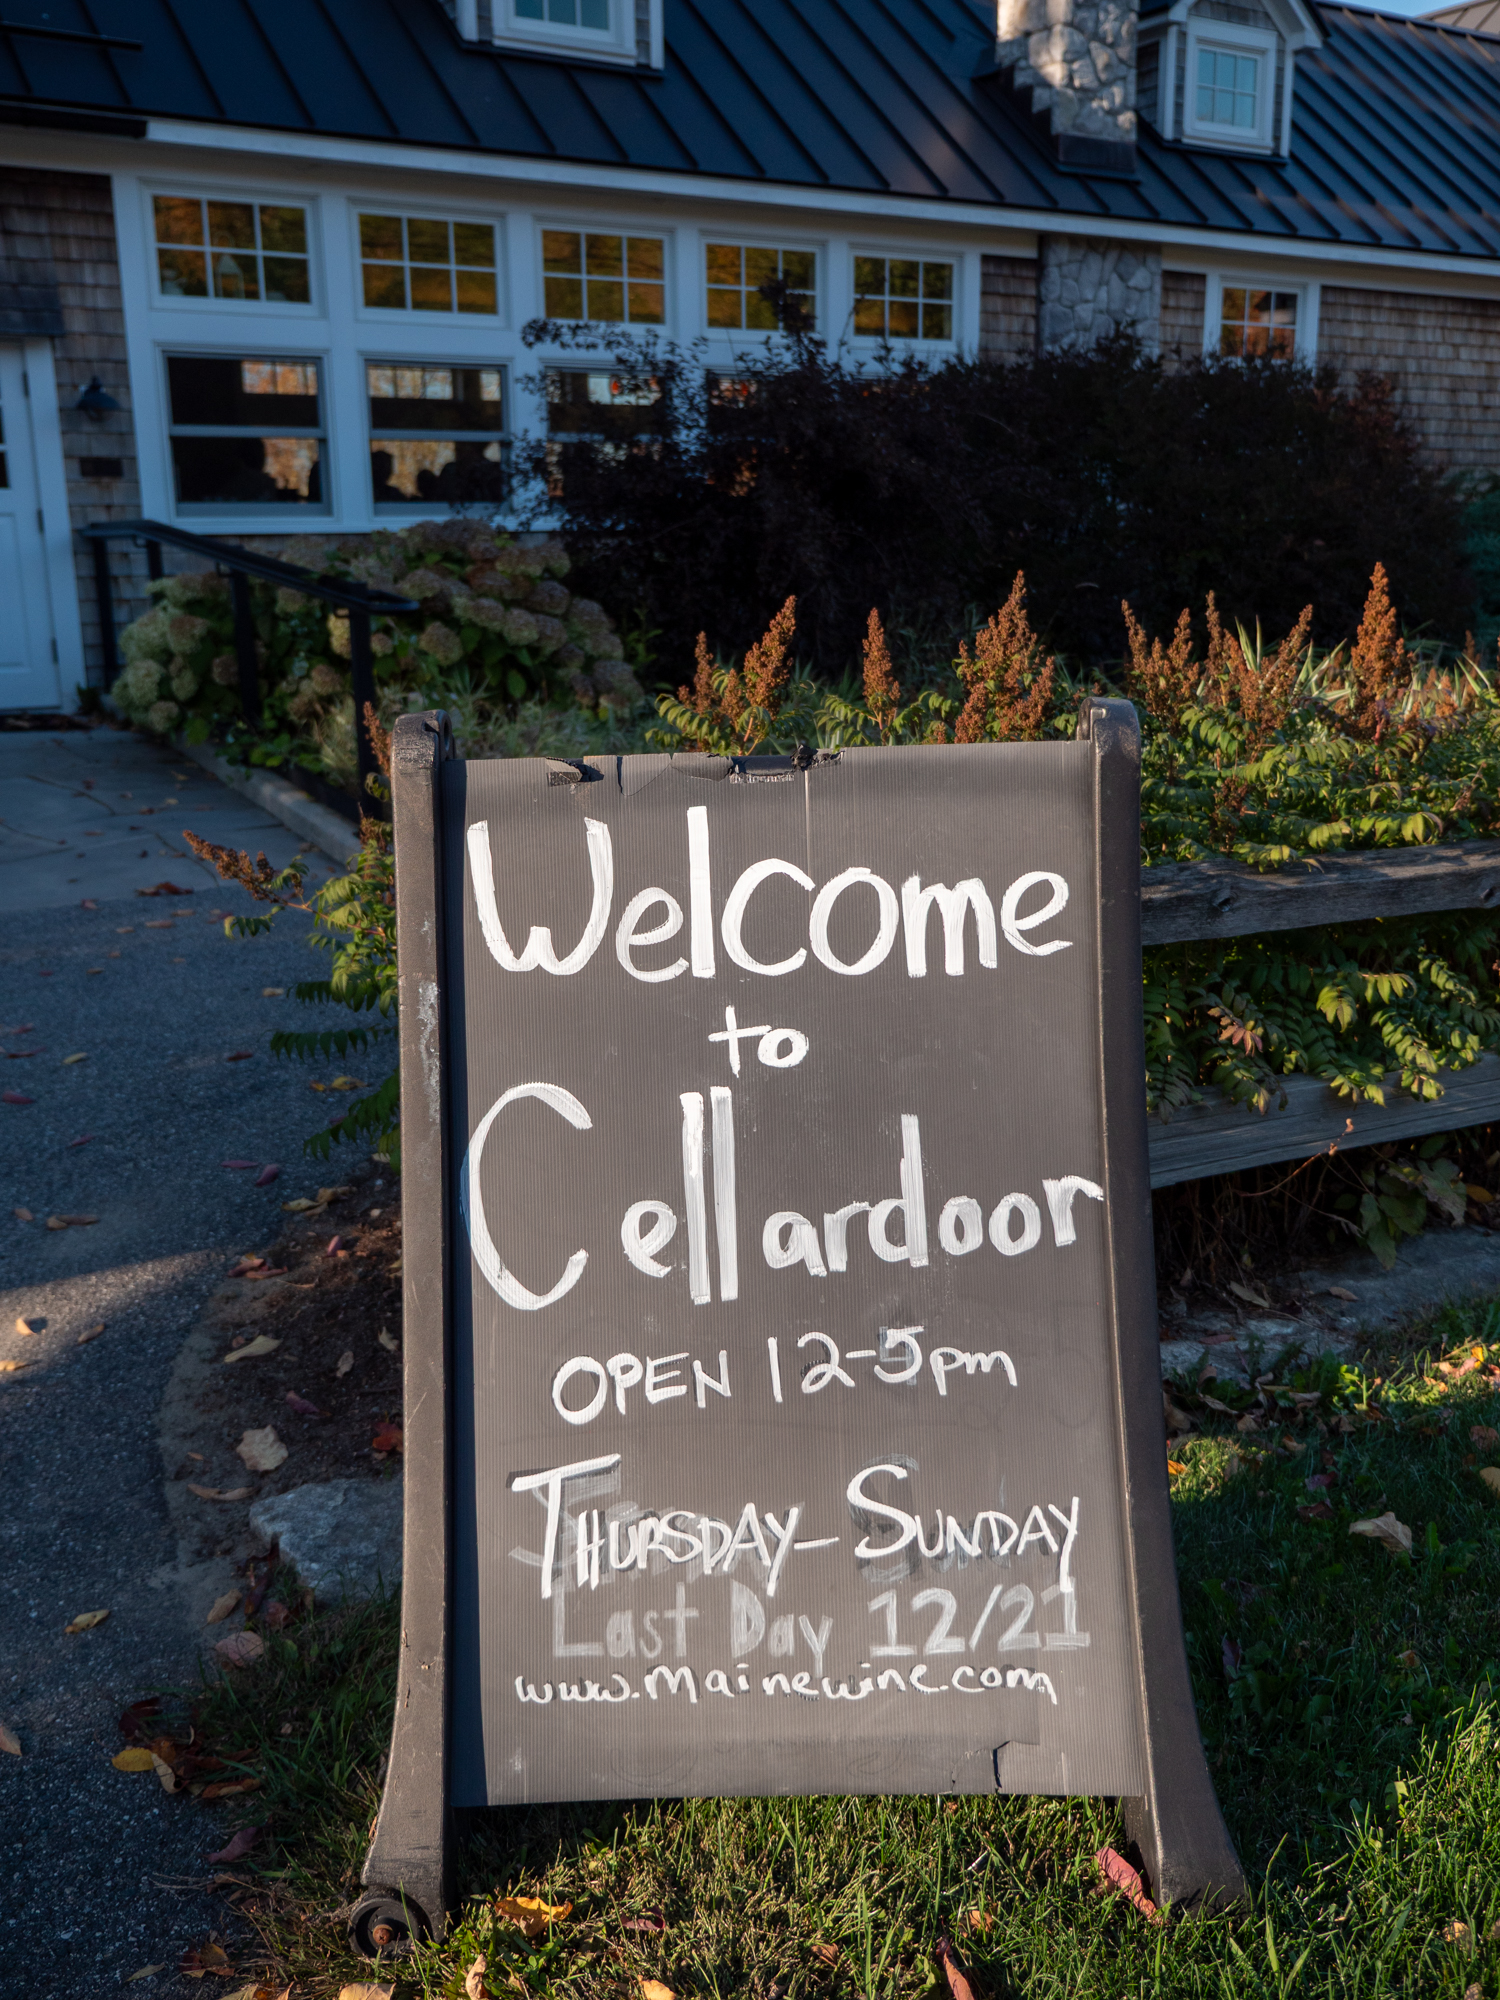 Welcome
to
Cellardoor
OPEN 12-5pm
THURSDAY-SUNDAY
Last Day 12/21
www.mainewine.com